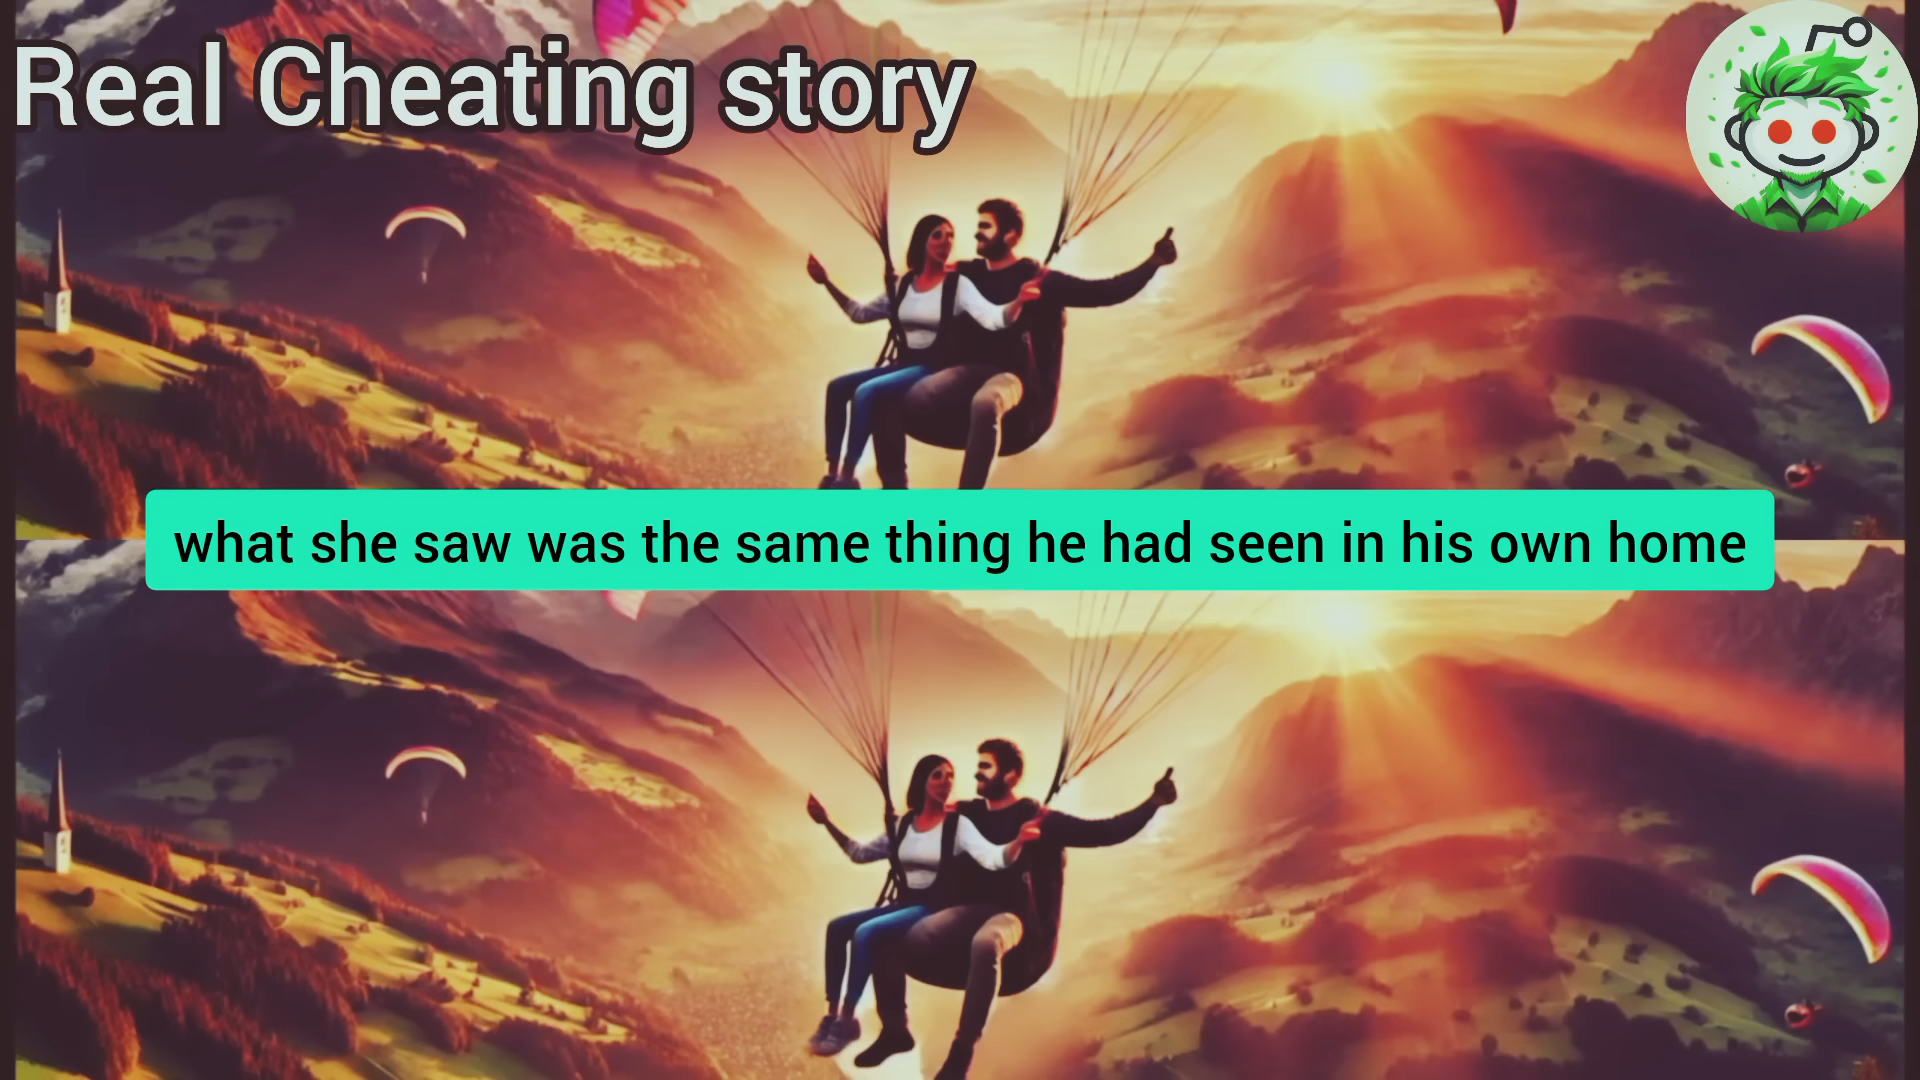 Real Cheating story
what she saw was the same thing he had seen in his own home